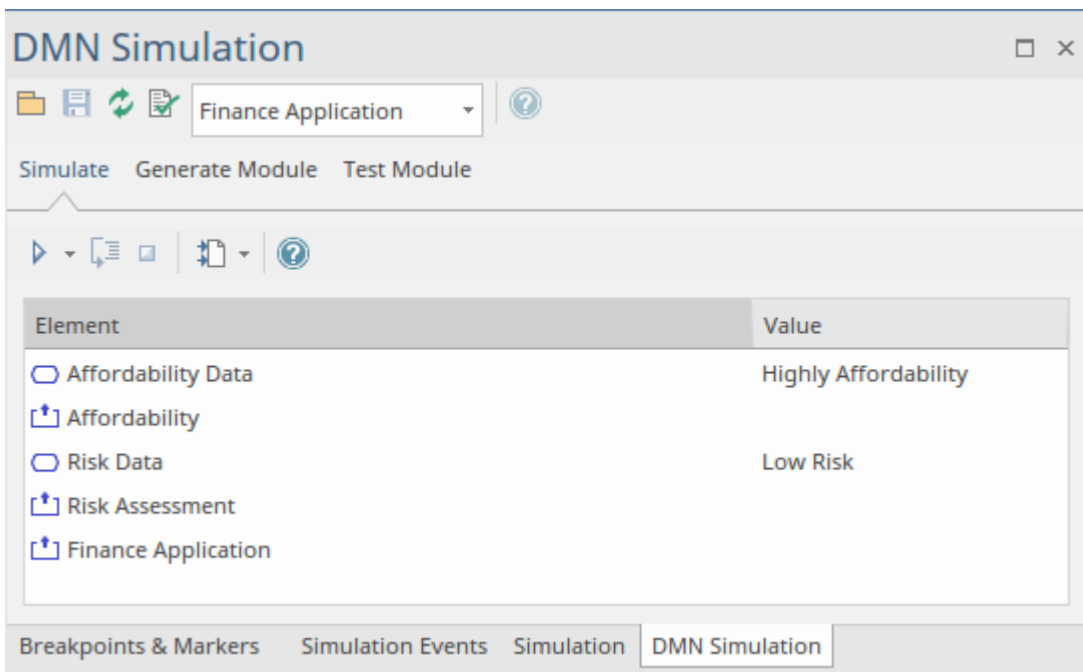 DMN Simulation
Finance Application
Simulate Generate Module Test Module
Element Value
Affordability Data Highly Affordability
Affordability
Risk Data Low Risk
Risk Assessment
Finance Application
Breakpoints & Markers Simulation Events Simulation DMN Simulation